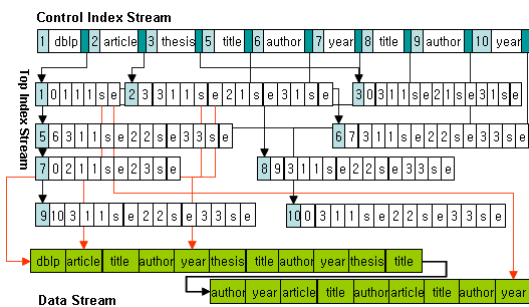 Control Index Stream
1 dblp 2 article 3 thesis 5 title 6 author 7 year 8 title 9 author 10 year
Top Index Stream
1 0 1 1 1 s e 2 3 3 1 1 s e 2 1 s e 3 1 s e 3 0 3 1 1 s e 2 1 s e 3 1 s e
5 6 3 1 1 s e 2 2 s e 3 3 s e 6 7 3 1 1 s e 2 2 s e 3 3 s e
7 0 2 1 1 s e 2 3 s e 8 9 3 1 1 s e 2 2 s e 3 3 s e
9 10 3 1 1 s e 2 2 s e 3 3 s e 10 0 3 1 1 s e 2 2 s e 3 3 s e
dblp article title author year thesis title author year thesis title
author year article title author article title author year
Data Stream